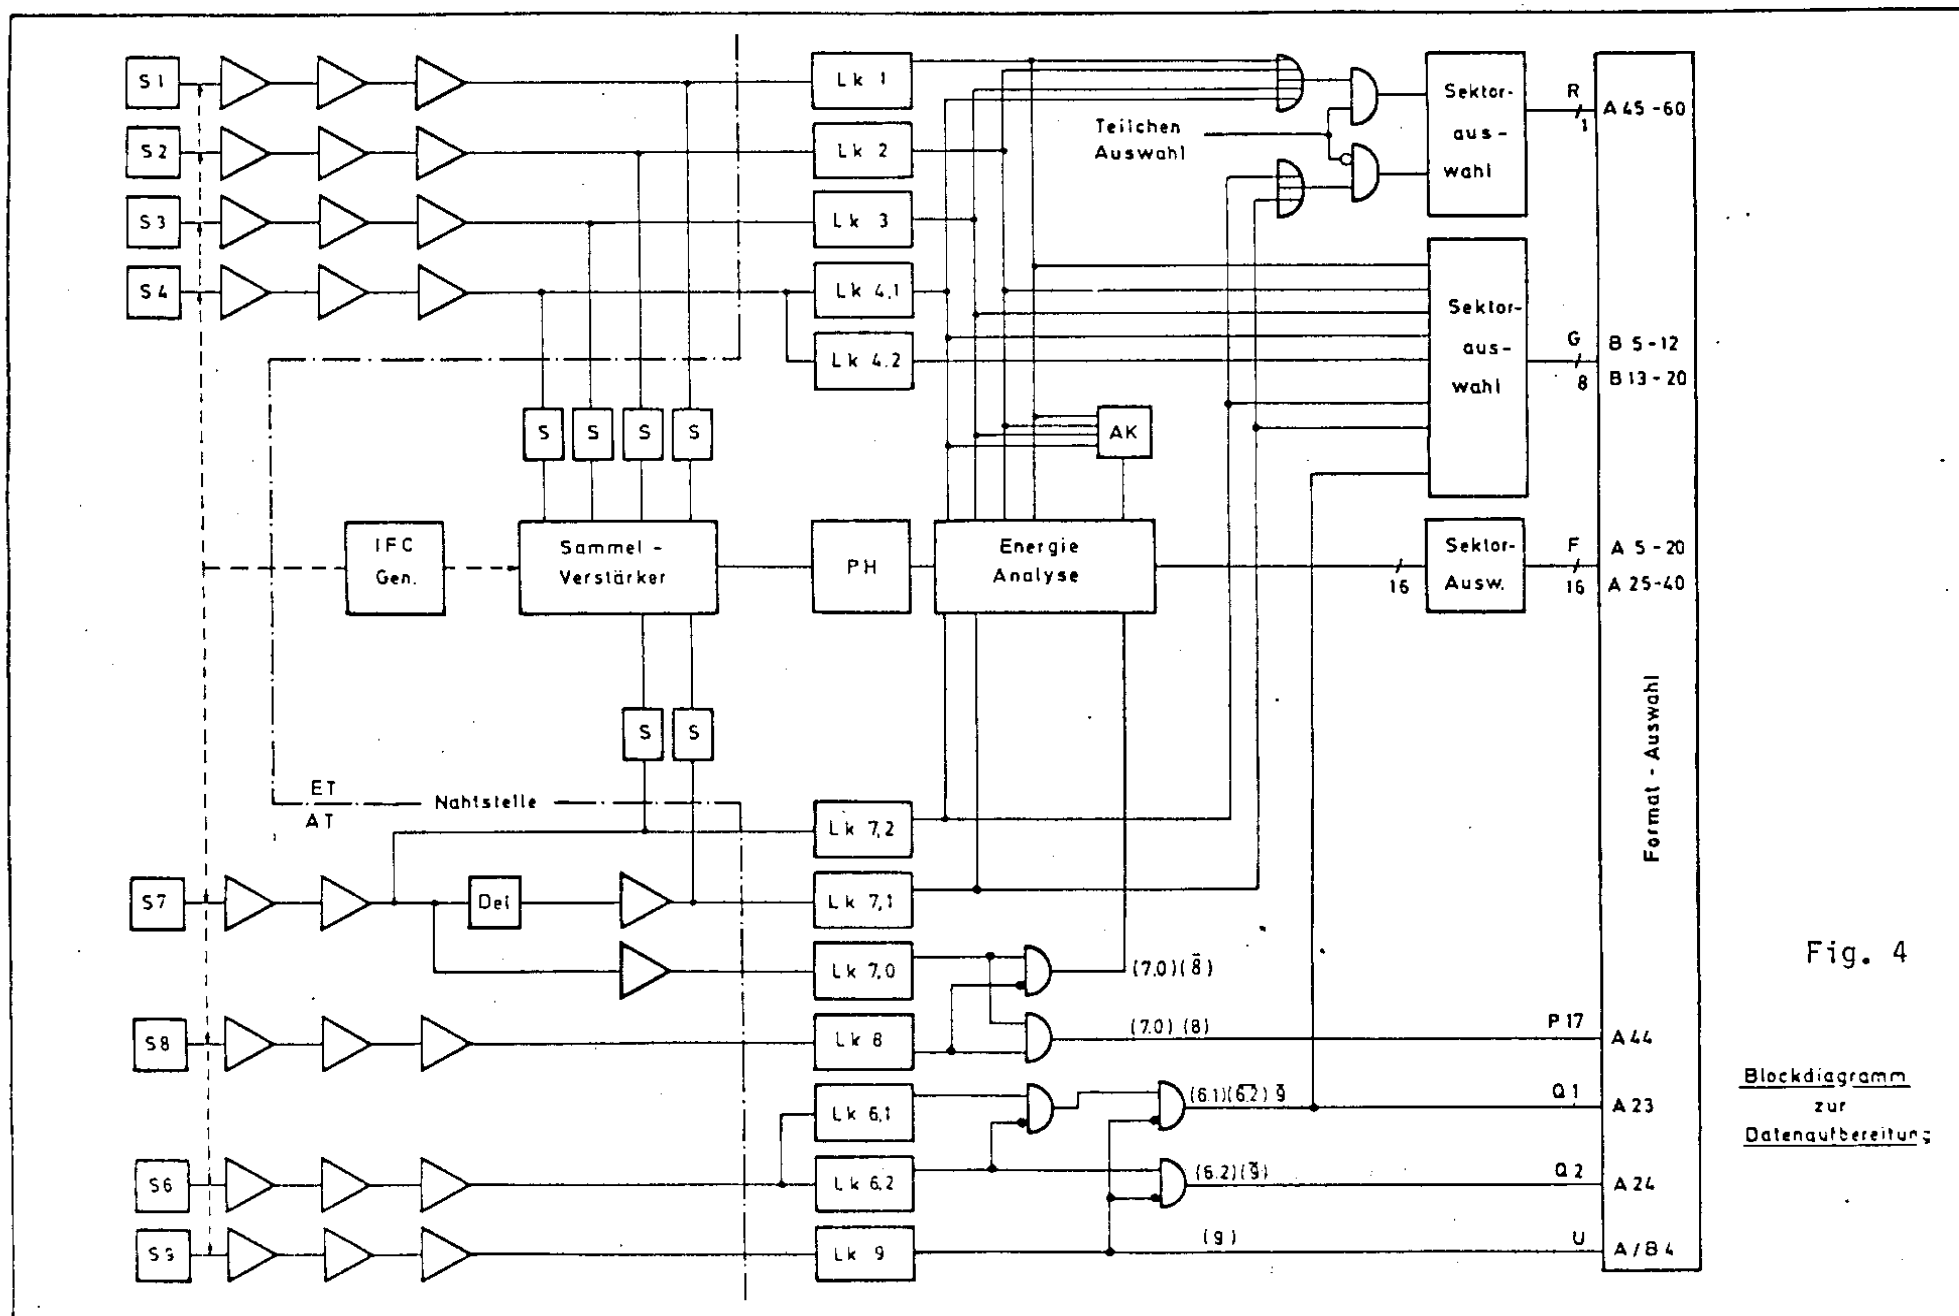 S1
Lk 1
Sektor-
aus-
wahl
R
1
A 45-60
Teilchen
Auswahl
S2
Lk 2
S3
Lk 3
S4
Lk 4,1
Lk 4.2
Sektor-
aus-
wahl
G
8
B 5-12
B 13-20
S
S
S
S
AK
IFC
Gen.
Sammel-
Verstärker
PH
Energie
Analyse
16
Sektor-
Ausw.
F
16
A 5-20
A 25-40
S
S
Format-Auswahl
ET
Nahtstelle
AT
Lk 7,2
S7
Del
Lk 7,1
Lk 7,0
(7,0)(8̄)
Fig. 4
S8
Lk 8
(7.0) (8)
P17
A 44
Lk 6,1
(6.1)(6̅.̅2̅) 9̄
Q1
A 23
Blockdiagramm
zur
Datenaufbereitung
S6
Lk 6,2
(6.2)(9̄)
Q2
A 24
S9
Lk 9
(9)
U
A/B 4